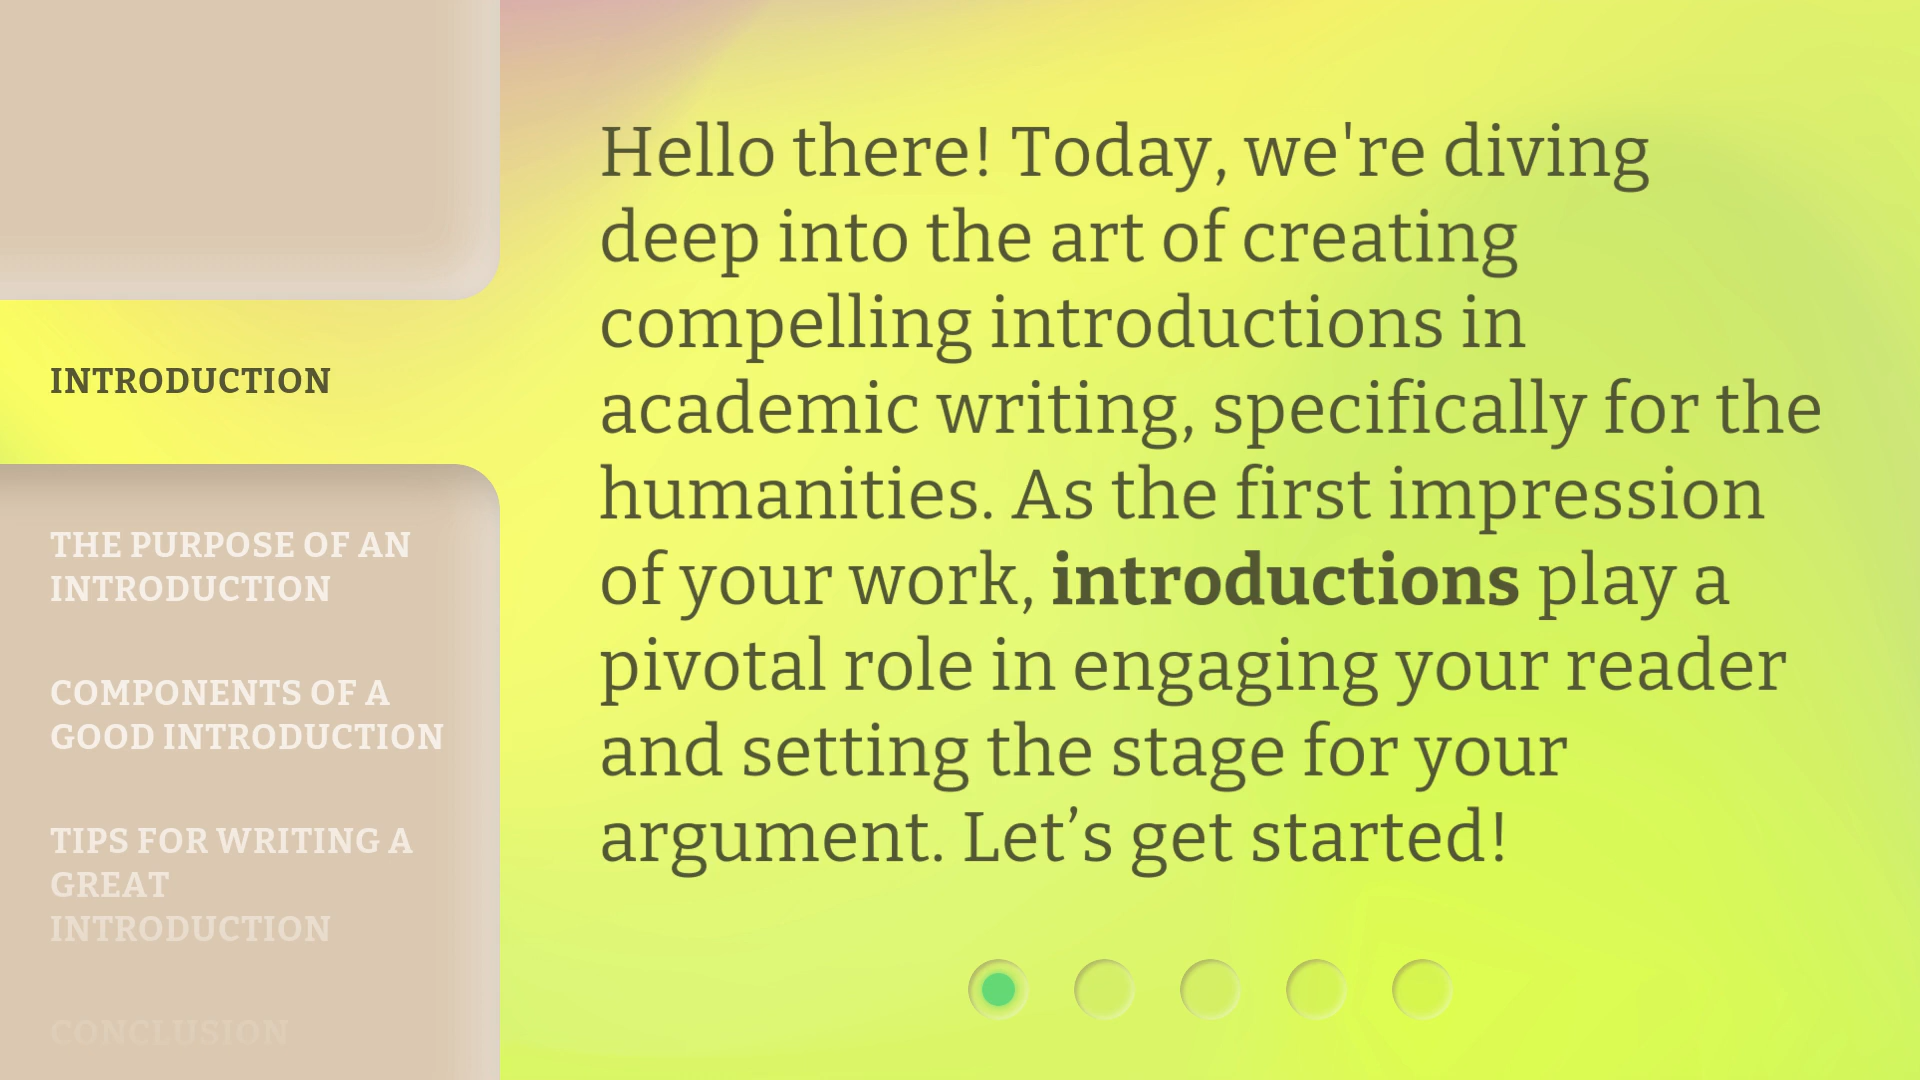 INTRODUCTION
THE PURPOSE OF AN
INTRODUCTION
COMPONENTS OF A
GOOD INTRODUCTION
TIPS FOR WRITING A
GREAT
INTRODUCTION
CONCLUSION
Hello there! Today, we're diving
deep into the art of creating
compelling introductions in
academic writing, specifically for the
humanities. As the first impression
of your work, introductions play a
pivotal role in engaging your reader
and setting the stage for your
argument. Let’s get started!